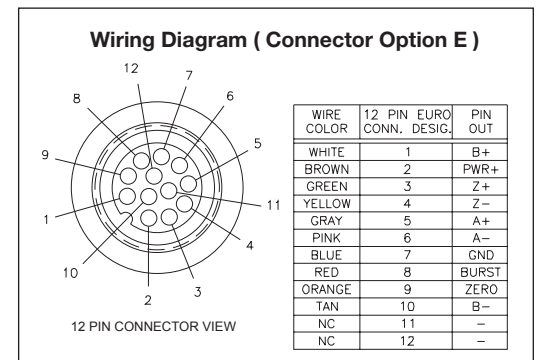 Wiring Diagram ( Connector Option E )
12
7
8
6
9
5
1
11
10
4
2
3
12 PIN CONNECTOR VIEW
WIRE COLOR | 12 PIN EURO CONN. DESIG. | PIN OUT
WHITE 1 B+
BROWN 2 PWR+
GREEN 3 Z+
YELLOW 4 Z−
GRAY 5 A+
PINK 6 A−
BLUE 7 GND
RED 8 BURST
ORANGE 9 ZERO
TAN 10 B−
NC 11 −
NC 12 −